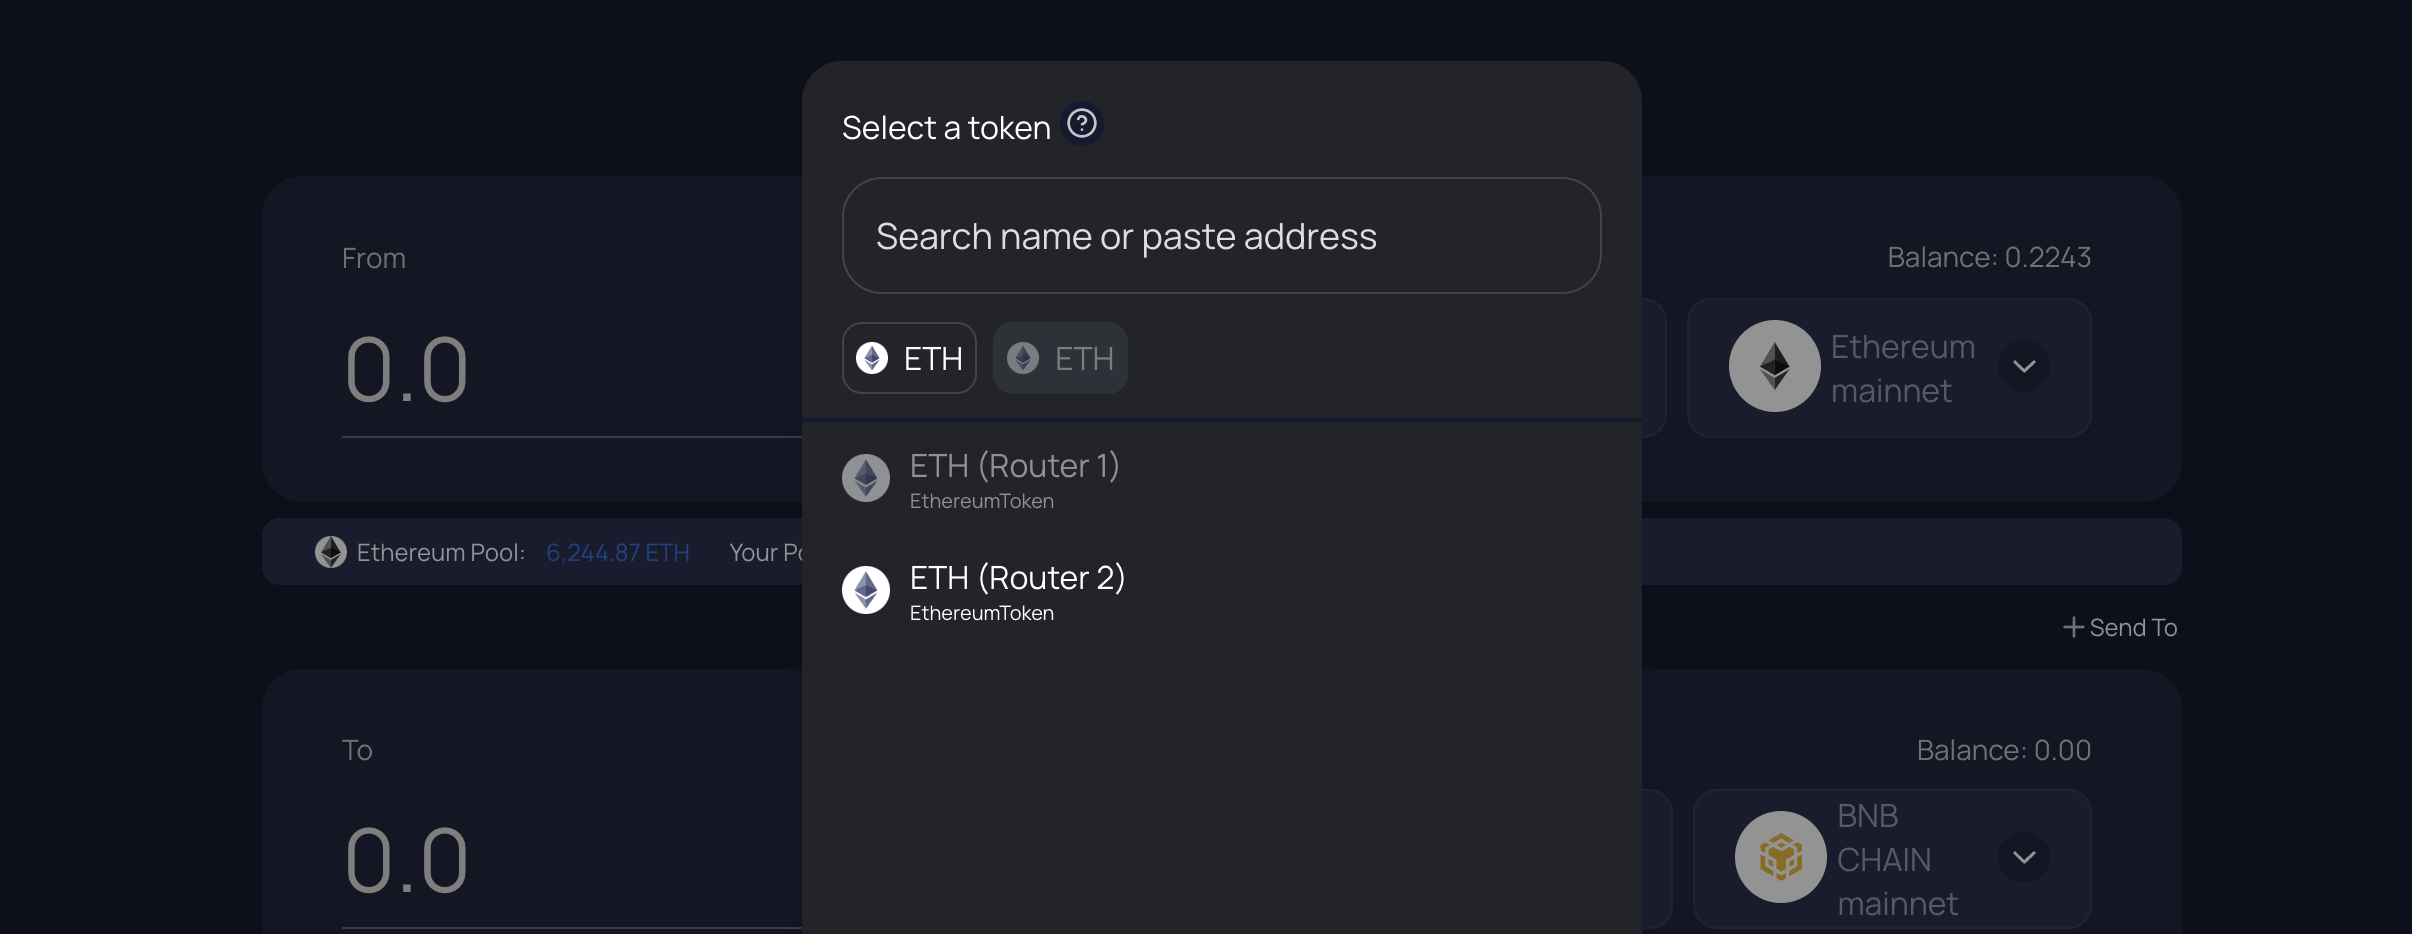 Select a token
Search name or paste address
ETH ETH
ETH (Router 1)
EthereumToken
ETH (Router 2)
EthereumToken
From
Balance: 0.2243
0.0
Ethereum
mainnet
Ethereum Pool: 6,244.87 ETH Your
Send To
To
Balance: 0.00
0.0
BNB
CHAIN
mainnet